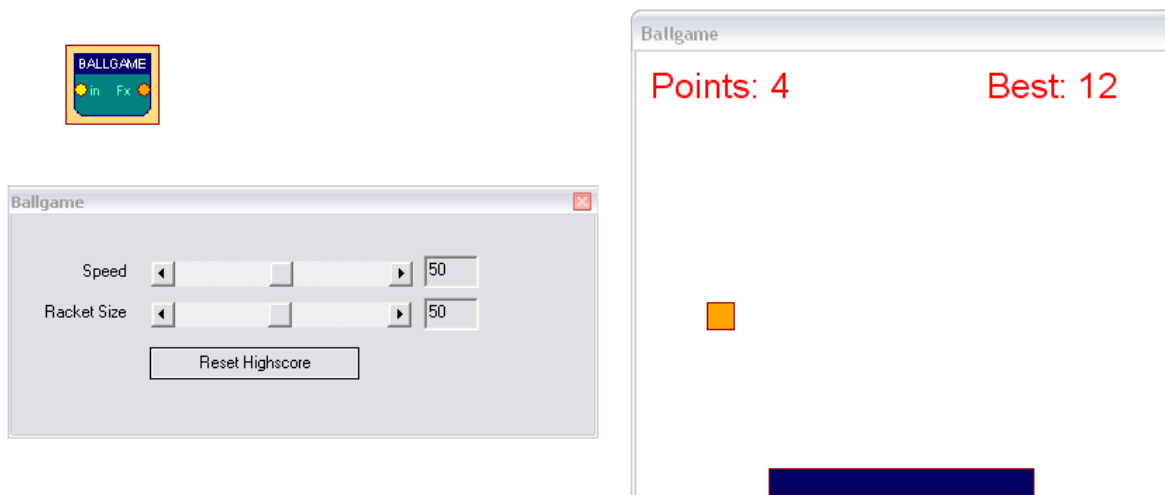 BALLGAME
in Fx
Ballgame
Speed 50
Racket Size 50
Reset Highscore
Ballgame
Points: 4 Best: 12